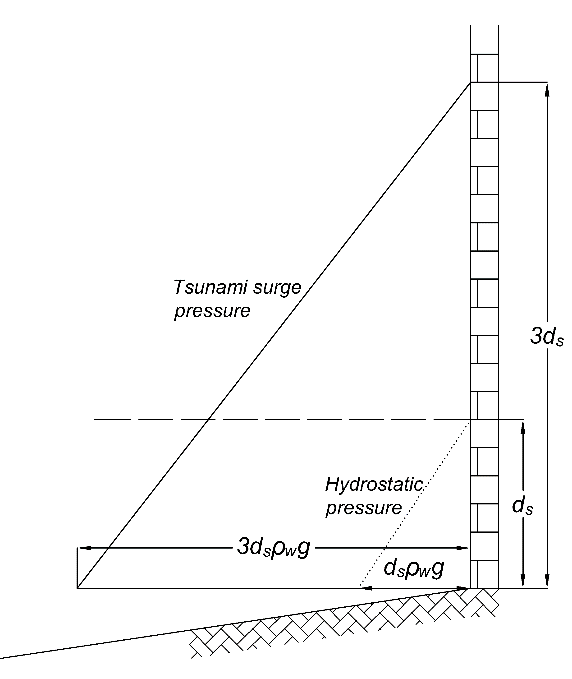 Tsunami surge
pressure
3dₛ
Hydrostatic
pressure
dₛ
3dₛρwg
dₛρwg